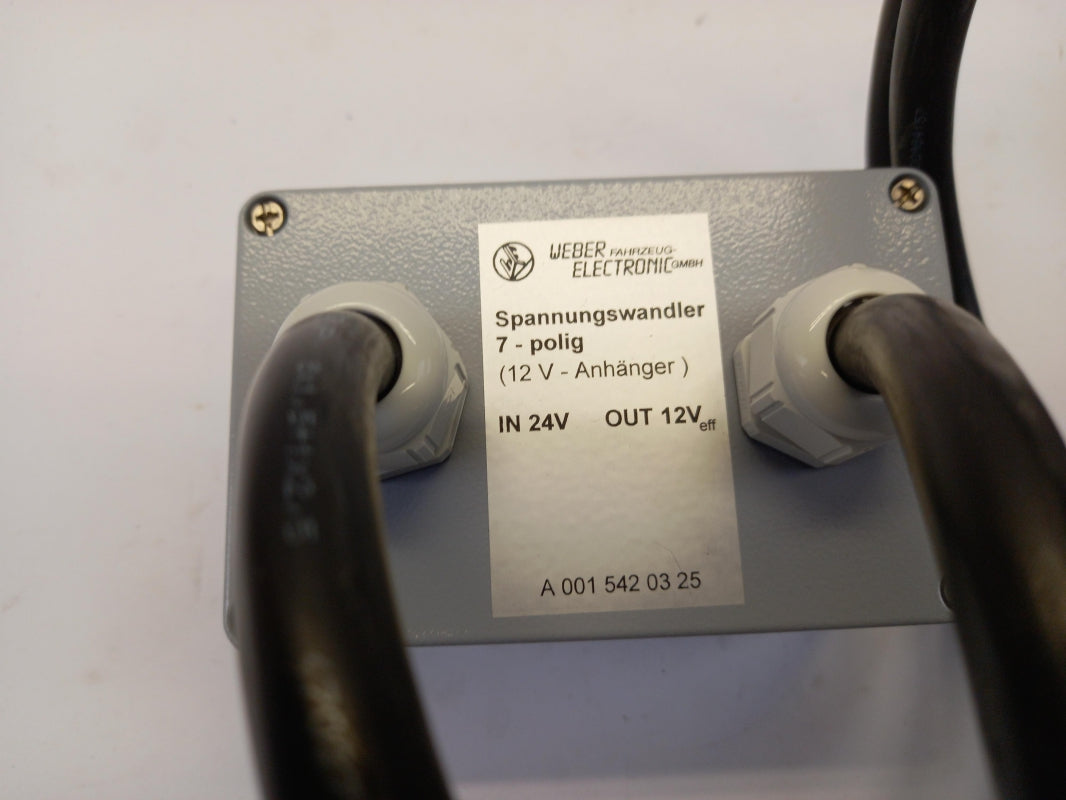 WEBER FAHRZEUG-
ELECTRONIC GMBH
Spannungswandler
7 - polig
(12 V - Anhänger )
IN 24V OUT 12Veff
A 001 542 03 25